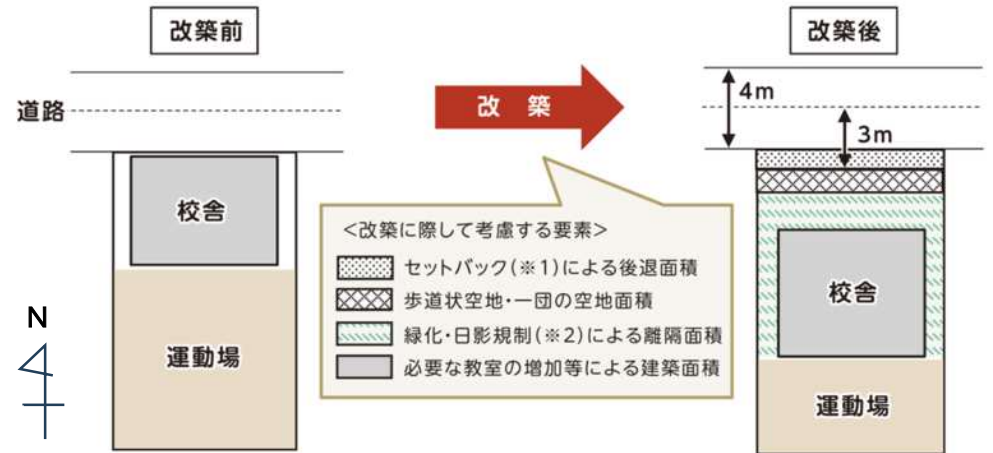 改築前
改築後
道路
改　築
4m
3m
校舎
運動場
<改築に際して考慮する要素>
セットバック(※1)による後退面積
歩道状空地・一団の空地面積
緑化・日影規制(※2)による離隔面積
必要な教室の増加等による建築面積
校舎
運動場
N